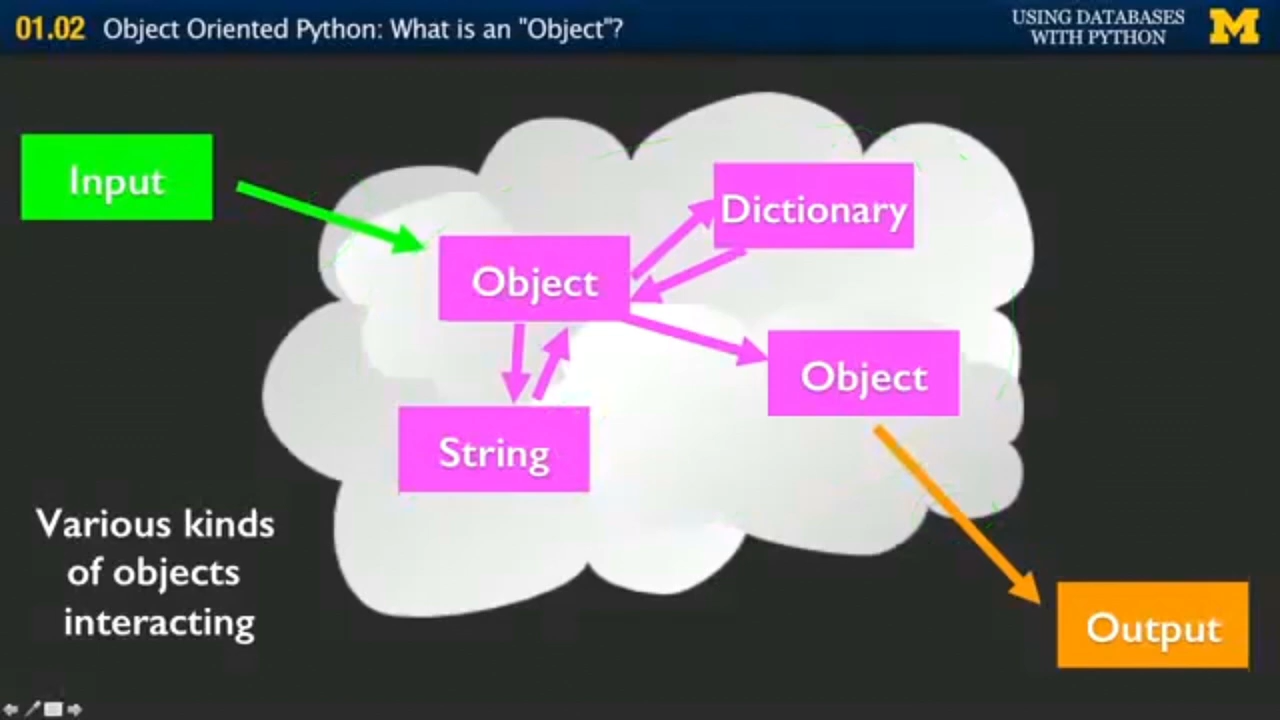 01.02 Object Oriented Python: What is an "Object"?
USING DATABASES
WITH PYTHON
M
Input
Dictionary
Object
Object
String
Various kinds
of objects
interacting
Output